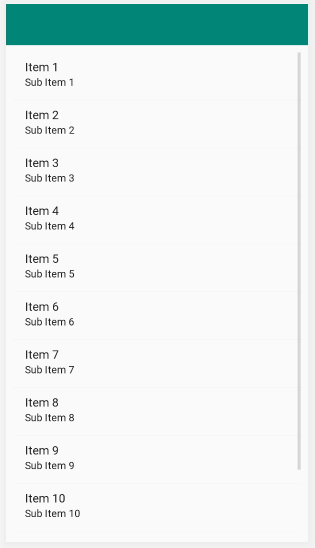 Item 1
Sub Item 1
Item 2
Sub Item 2
Item 3
Sub Item 3
Item 4
Sub Item 4
Item 5
Sub Item 5
Item 6
Sub Item 6
Item 7
Sub Item 7
Item 8
Sub Item 8
Item 9
Sub Item 9
Item 10
Sub Item 10